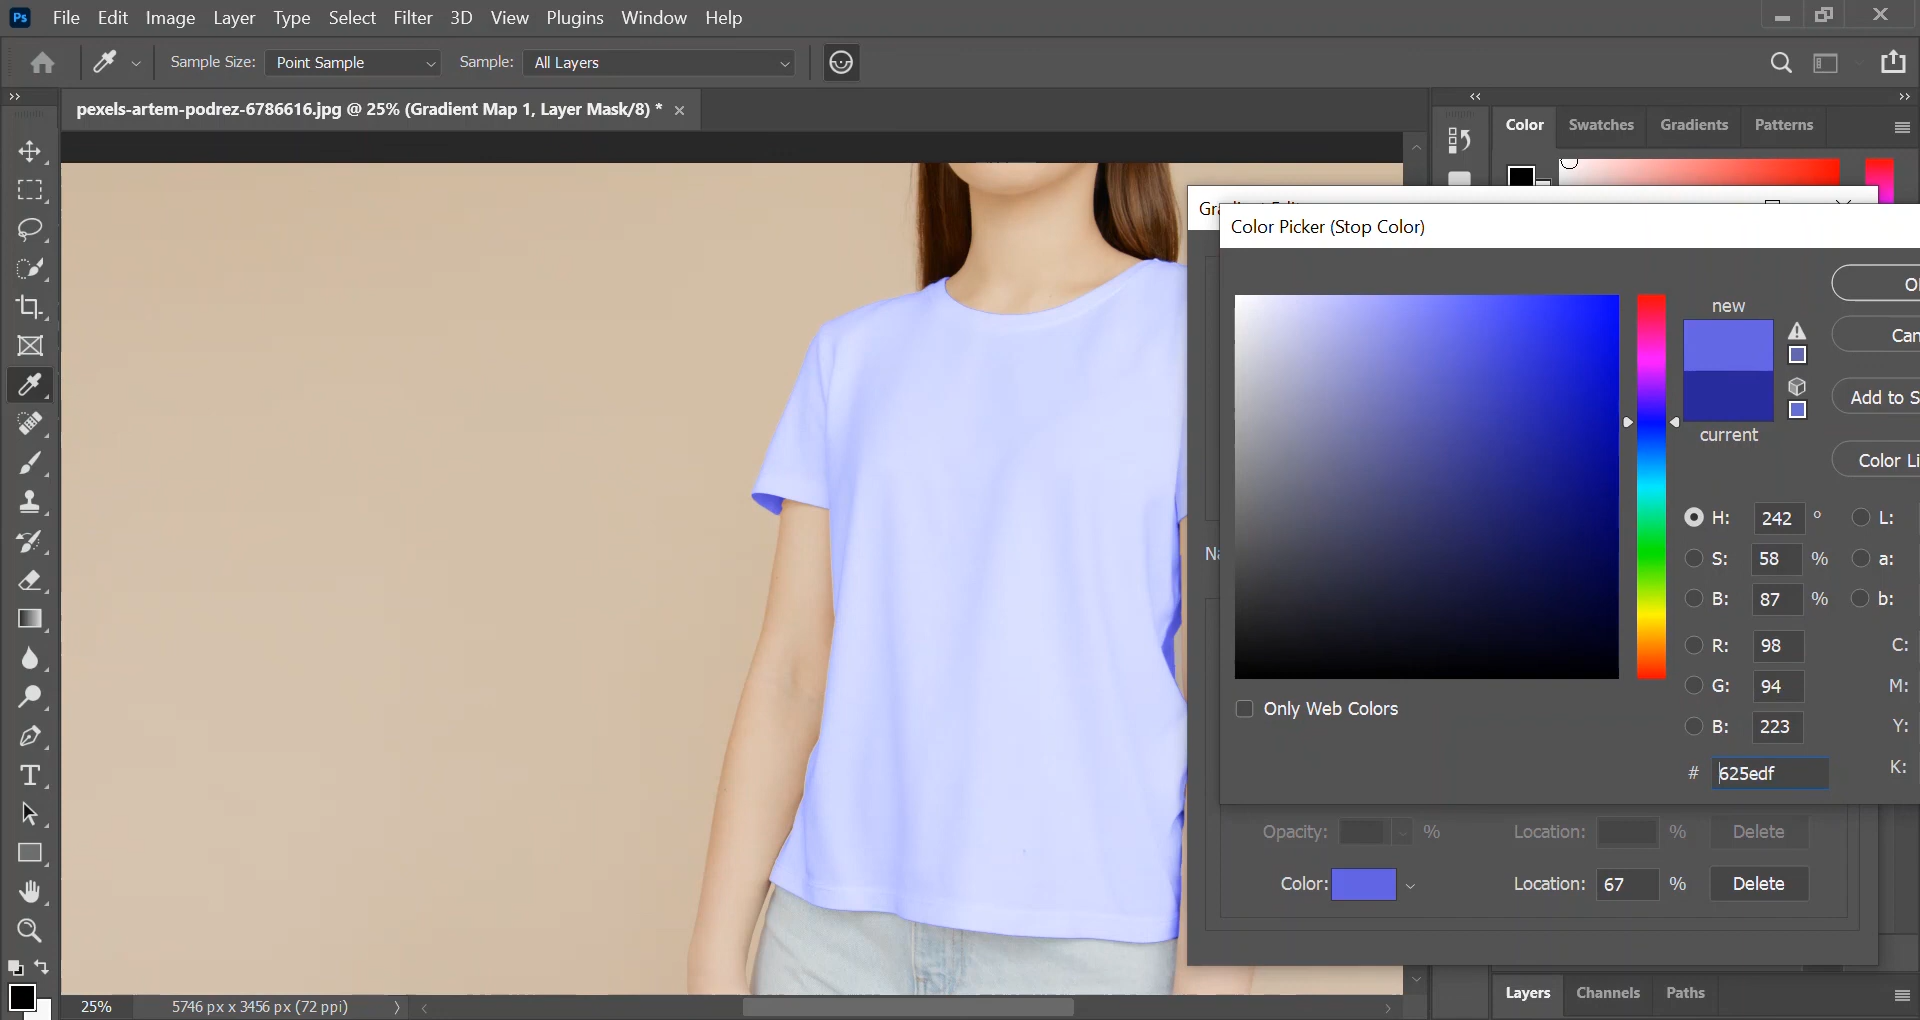 Ps File Edit Image Layer Type Select Filter 3D View Plugins Window Help
Sample Size: Point Sample Sample: All Layers
pexels-artem-podrez-6786616.jpg @ 25% (Gradient Map 1, Layer Mask/8) *
Color Swatches Gradients Patterns
Color Picker (Stop Color)
new
current
Add to S
Color Li
H: 242 ° L:
S: 58 % a:
B: 87 % b:
R: 98 C:
G: 94 M:
B: 223 Y:
# 625edf K:
Only Web Colors
Opacity: % Location: % Delete
Color: Location: 67 % Delete
25% 5746 px x 3456 px (72 ppi)
Layers Channels Paths